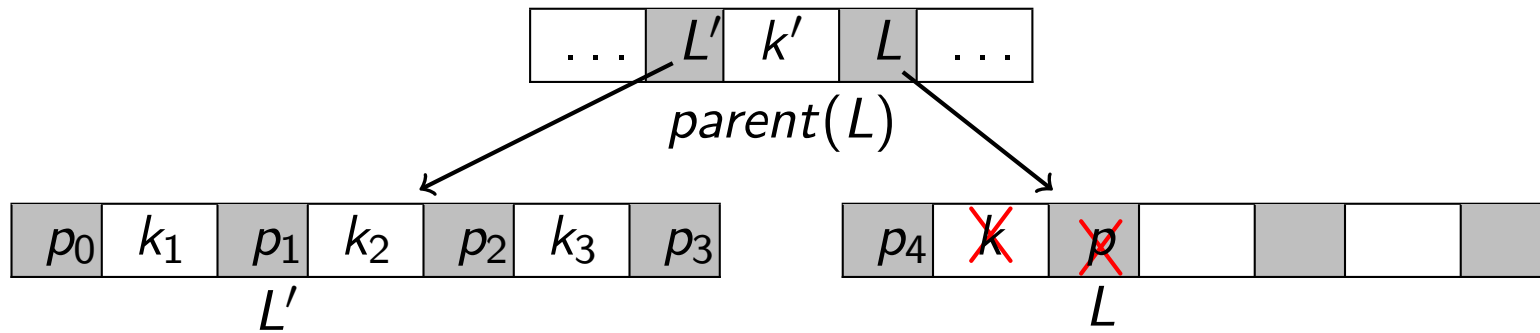 ... L′ k′ L ...
parent(L)
p₀ k₁ p₁ k₂ p₂ k₃ p₃
p₄ k p
L′
L